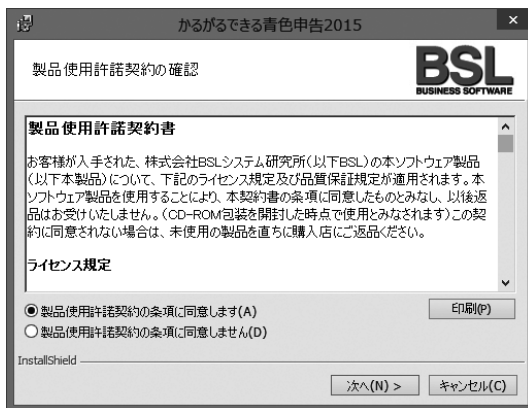 かるがるできる青色申告2015
製品使用許諾契約の確認
BSL
BUSINESS SOFTWARE
製品使用許諾契約書
お客様が入手された、株式会社BSLシステム研究所(以下BSL)の本ソフトウェア製品
(以下本製品)について、下記のライセンス規定及び品質保証規定が適用されます。本
ソフトウェア製品を使用することにより、本契約書の条項に同意したものとみなし、以後返
品はお受けいたしません。(CD-ROM包装を開封した時点で使用とみなされます)この契
約に同意されない場合は、未使用の製品を直ちに購入店にご返品ください。
ライセンス規定
製品使用許諾契約の条項に同意します(A)
印刷(P)
製品使用許諾契約の条項に同意しません(D)
InstallShield
次へ(N) >
キャンセル(C)